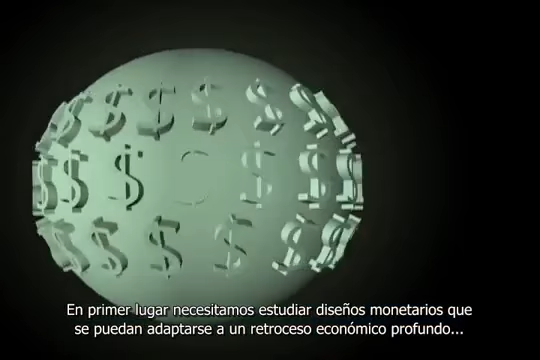 En primer lugar necesitamos estudiar diseños monetarios que
se puedan adaptarse a un retroceso económico profundo...